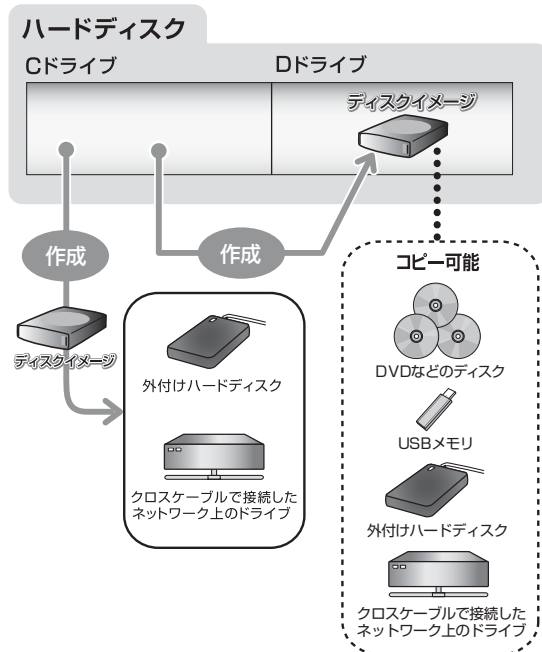 ハードディスク
Cドライブ
Dドライブ
ディスクイメージ
作成
作成
コピー可能
ディスクイメージ
外付けハードディスク
クロスケーブルで接続した
ネットワーク上のドライブ
DVDなどのディスク
USBメモリ
外付けハードディスク
クロスケーブルで接続した
ネットワーク上のドライブ